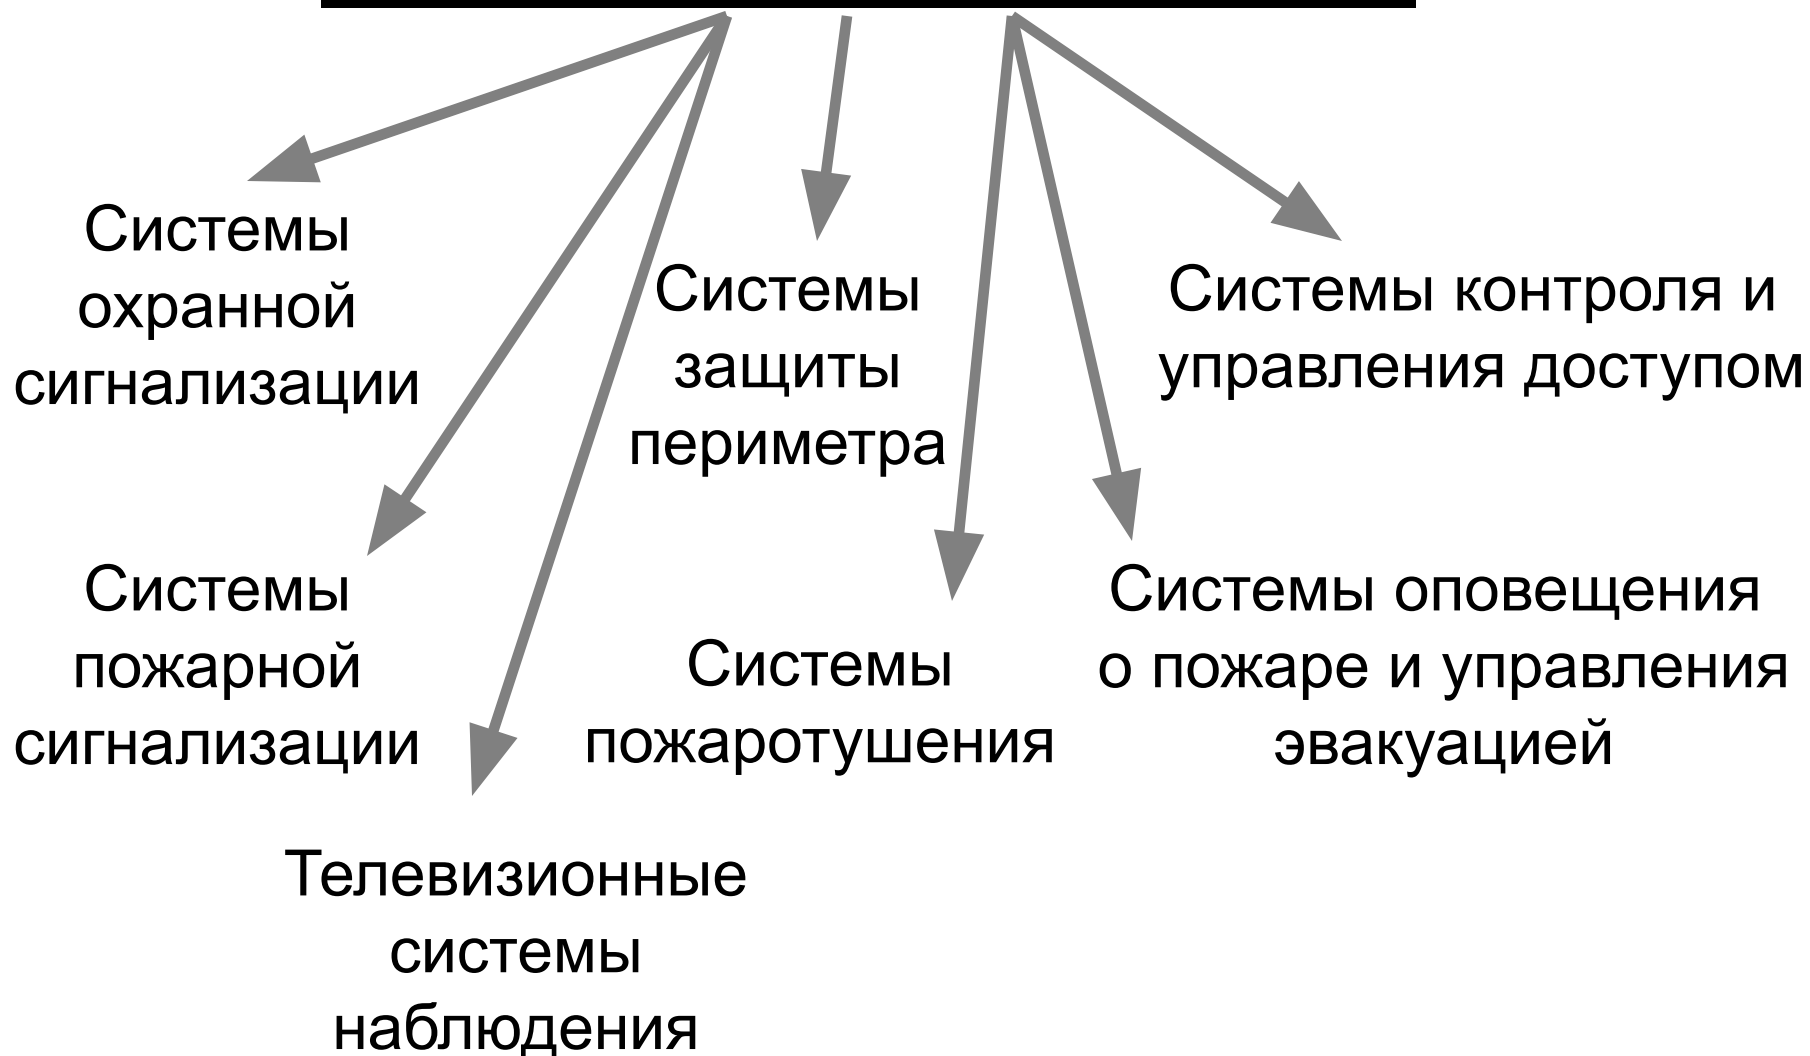 Системы
охранной
сигнализации
Системы
защиты
периметра
Системы контроля и
управления доступом
Системы
пожарной
сигнализации
Системы
пожаротушения
Системы оповещения
о пожаре и управления
эвакуацией
Телевизионные
системы
наблюдения